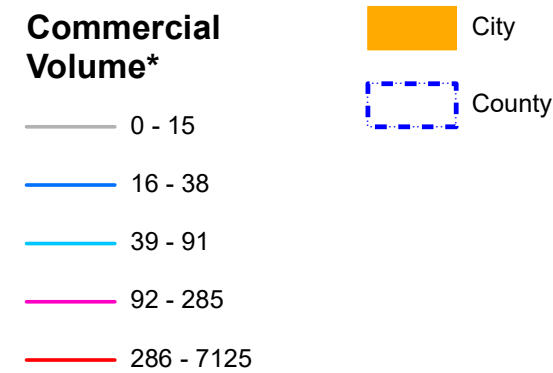 Commercial
Volume*
0 - 15
16 - 38
39 - 91
92 - 285
286 - 7125
City
County